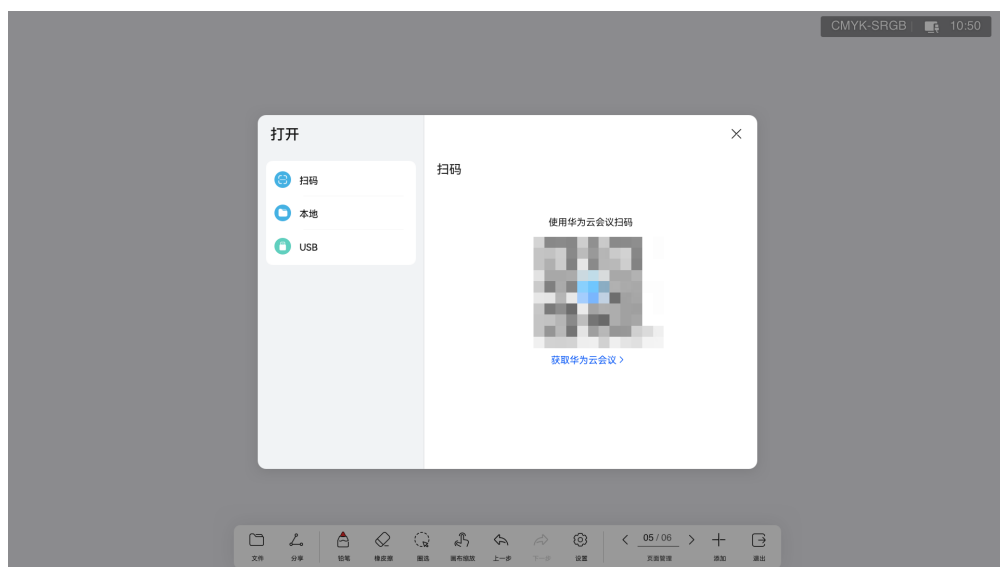 CMYK-SRGB 10:50
打开
扫码
本地
USB
扫码
使用华为云会议扫码
获取华为云会议 >
05 / 06
文件 分享 铅笔 橡皮擦 圈选 画布缩放 上一步 下一步 设置 页面管理 添加 退出